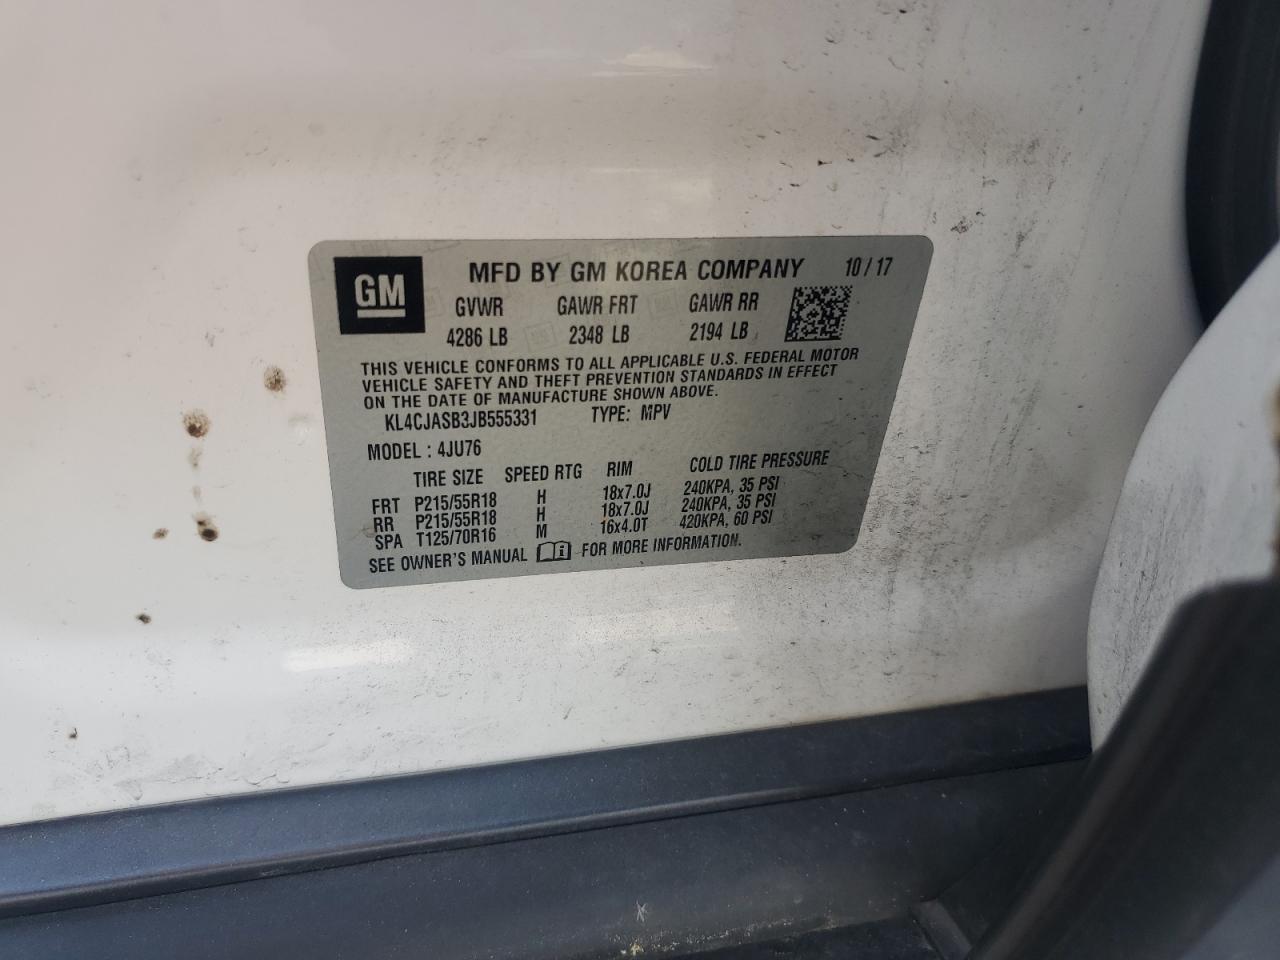 GM MFD BY GM KOREA COMPANY 10/17
GVWR GAWR FRT GAWR RR
4286 LB 2348 LB 2194 LB
THIS VEHICLE CONFORMS TO ALL APPLICABLE U.S. FEDERAL MOTOR
VEHICLE SAFETY AND THEFT PREVENTION STANDARDS IN EFFECT
ON THE DATE OF MANUFACTURE SHOWN ABOVE.
KL4CJASB3JB555331 TYPE: MPV
MODEL : 4JU76
TIRE SIZE SPEED RTG RIM COLD TIRE PRESSURE
FRT P215/55R18 H 18x7.0J 240KPA, 35 PSI
RR P215/55R18 H 18x7.0J 240KPA, 35 PSI
SPA T125/70R16 M 16x4.0T 420KPA, 60 PSI
SEE OWNER'S MANUAL i FOR MORE INFORMATION.